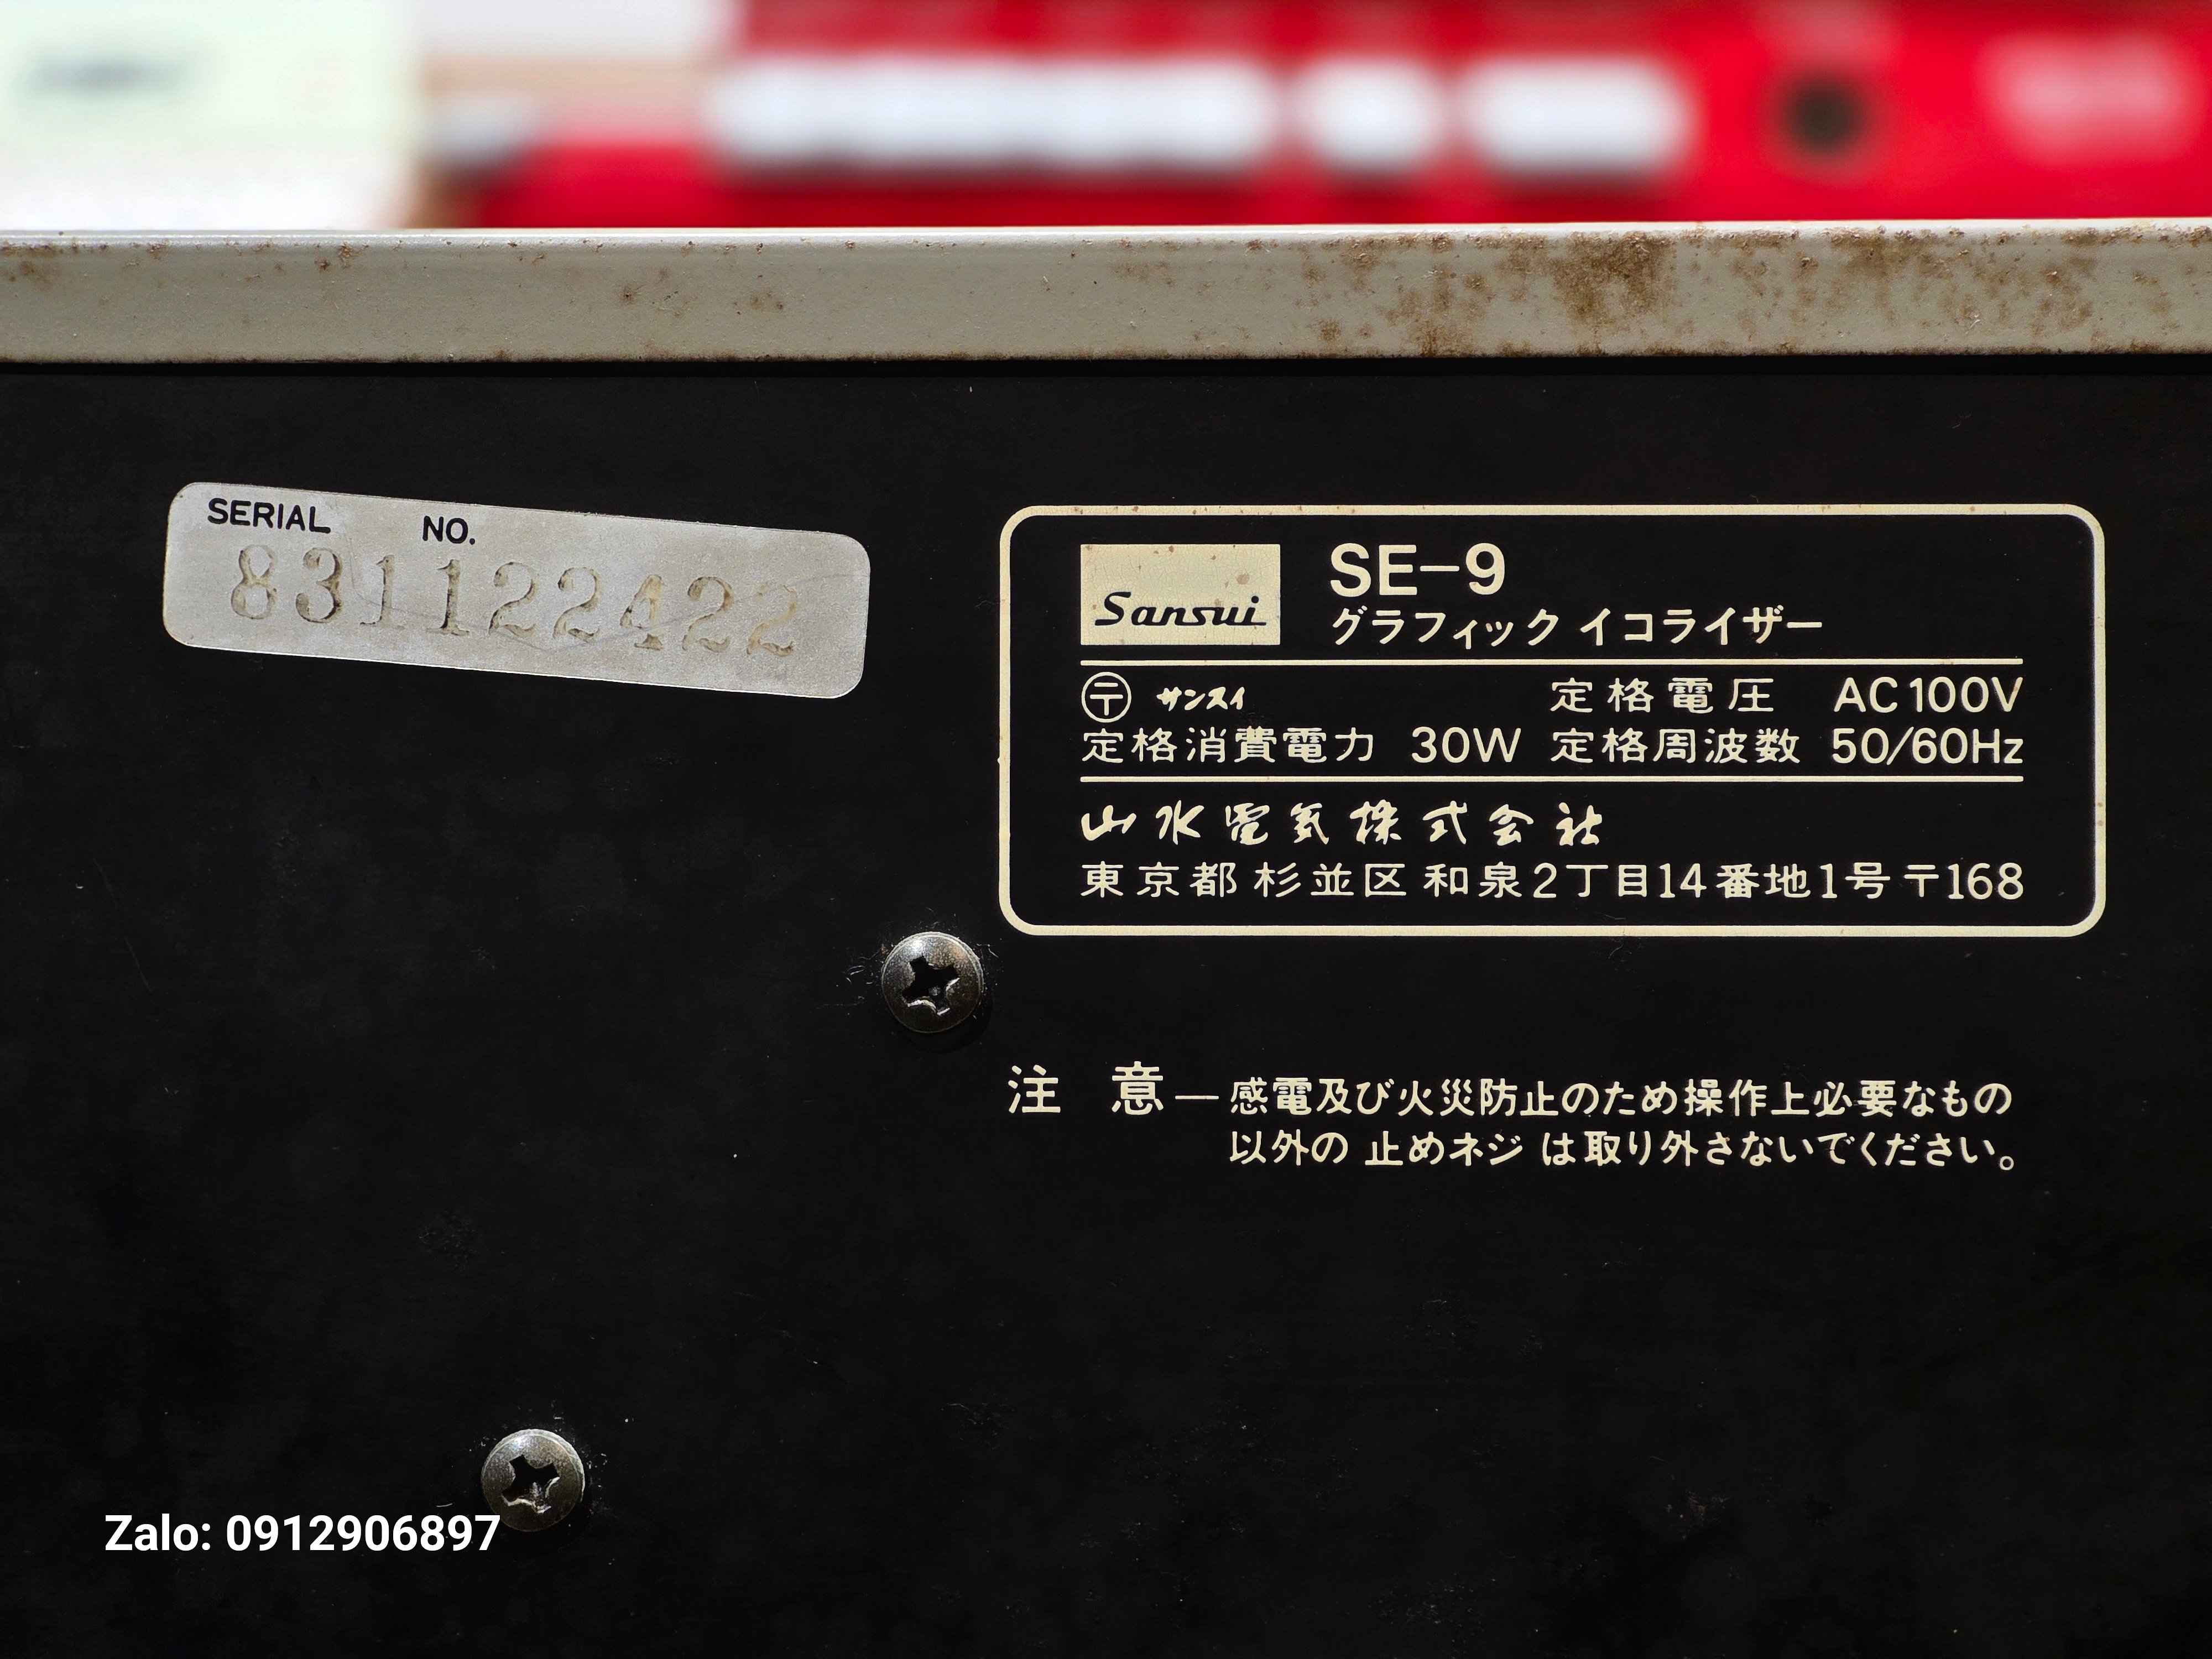 SERIAL NO.
831122422
Sansui
SE-9
グラフィック イコライザー
〒 サンスイ 定格電圧 AC100V
定格消費電力 30W 定格周波数 50/60Hz
山水電気株式会社
東京都 杉並区 和泉2丁目14番地1号 〒168
注 意—感電及び火災防止のため操作上必要なもの
以外の 止めネジ は取り外さないでください。
Zalo: 0912906897